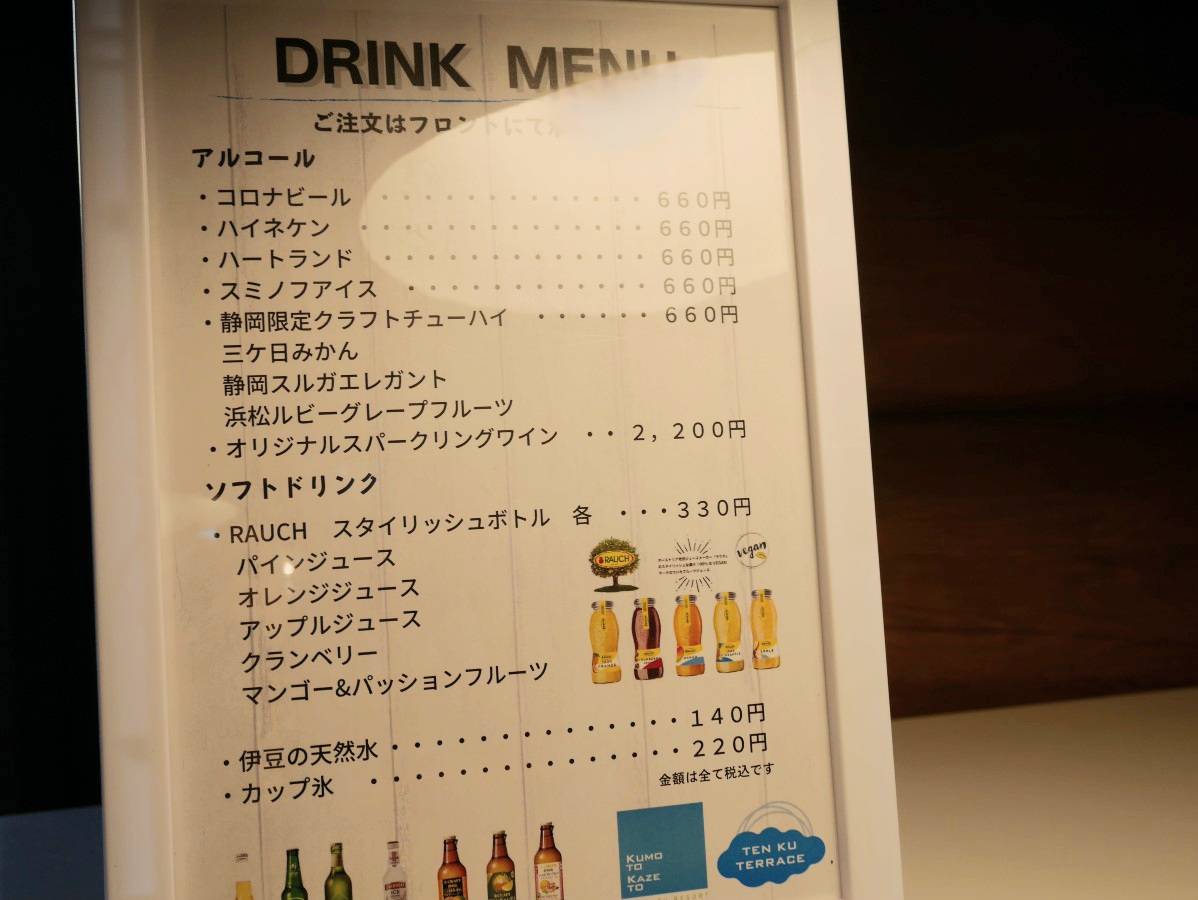 DRINK MENU
ご注文はフロントにて
アルコール
・コロナビール ・・・・・・・・・・・・・ 660円
・ハイネケン ・・・・・・・・・・・・・・ 660円
・ハートランド ・・・・・・・・・・・・・ 660円
・スミノフアイス ・・・・・・・・・・・・ 660円
・静岡限定クラフトチューハイ ・・・・・・ 660円
三ケ日みかん
静岡スルガエレガント
浜松ルビーグレープフルーツ
・オリジナルスパークリングワイン ・・ 2,200円
ソフトドリンク
・RAUCH スタイリッシュボトル 各 ・・・330円
パインジュース
オレンジジュース
アップルジュース
クランベリー
マンゴー&パッションフルーツ
RAUCH
vegan
・伊豆の天然水・・・・・・・・・・・・・140円
・カップ氷 ・・・・・・・・・・・・・・220円
金額は全て税込です
KUMO
TO
KAZE
TO
TEN KU
TERRACE